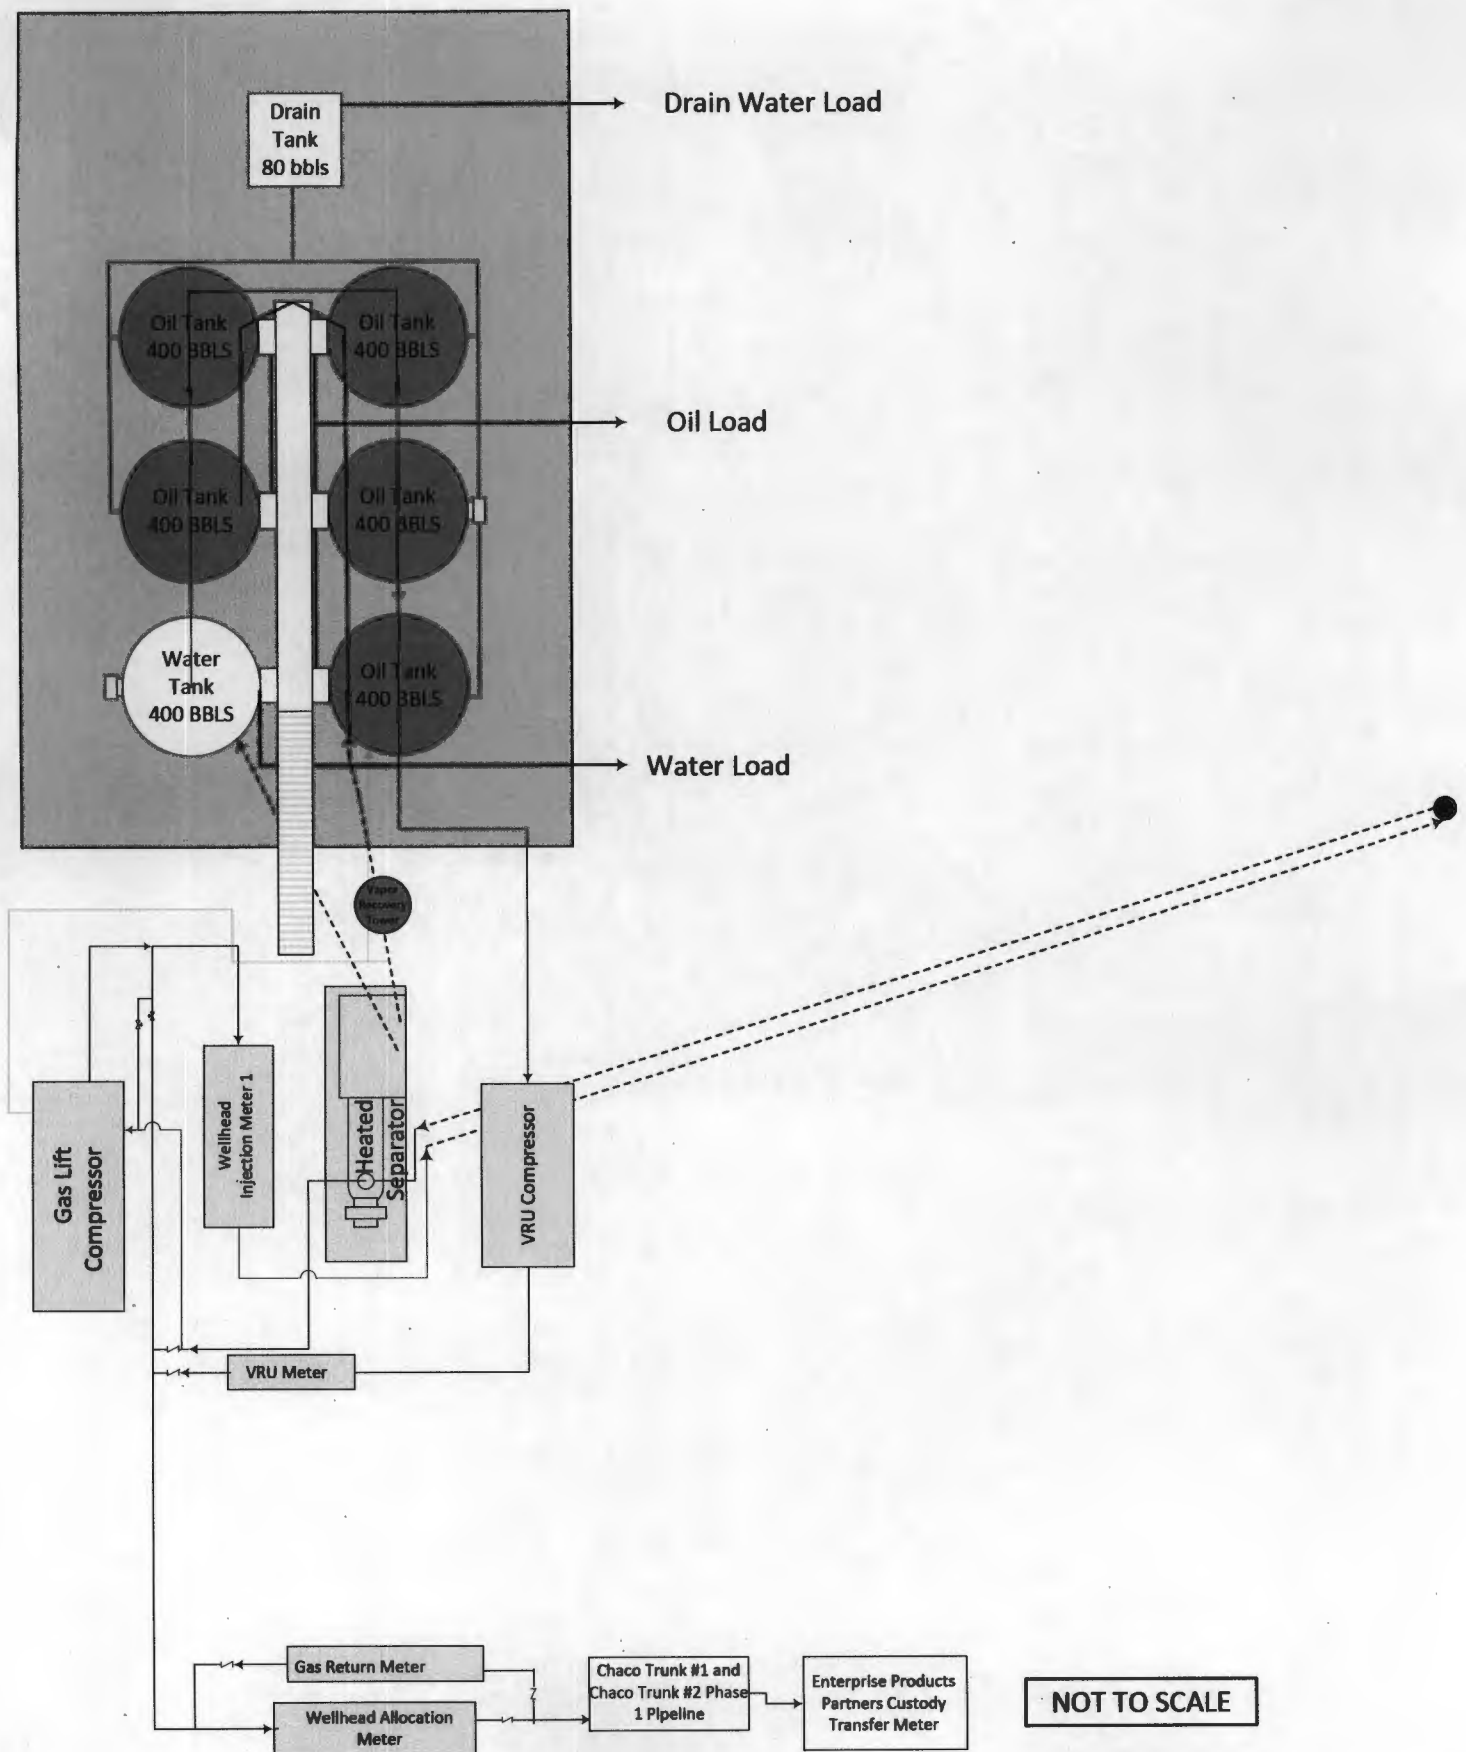 Drain
Tank
80 bbls
Drain Water Load
Oil Tank
400 BBLS
Oil Tank
400 BBLS
Oil Load
Oil Tank
400 BBLS
Oil Tank
400 BBLS
Water
Tank
400 BBLS
Oil Tank
400 BBLS
Water Load
Vapor
Recovery
Tower
Gas Lift
Compressor
Wellhead
Injection Meter 1
Heated
Separator
VRU Compressor
VRU Meter
Gas Return Meter
Wellhead Allocation
Meter
Chaco Trunk #1 and
Chaco Trunk #2 Phase
1 Pipeline
Enterprise Products
Partners Custody
Transfer Meter
NOT TO SCALE